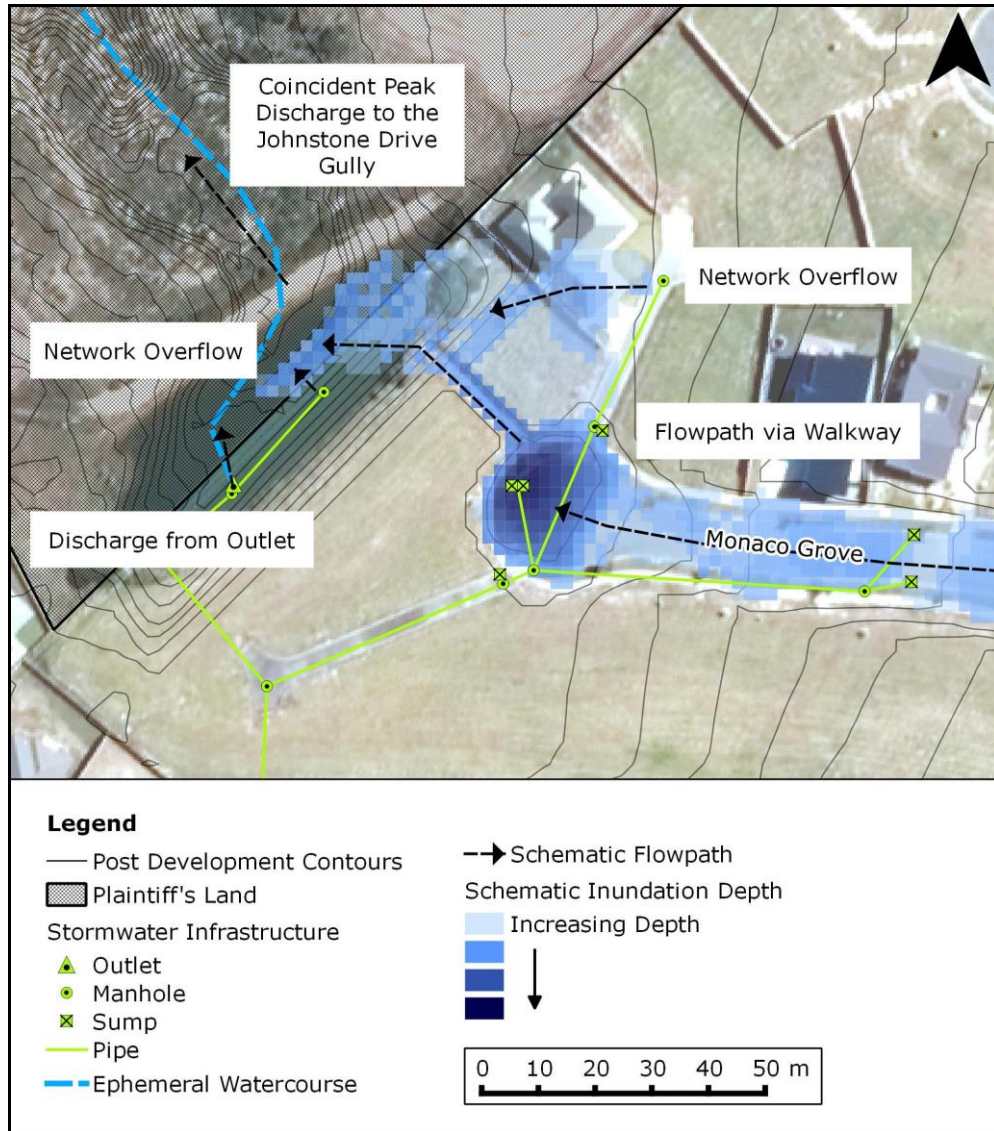 Coincident Peak
Discharge to the
Johnstone Drive
Gully
Network Overflow
Network Overflow
Flowpath via Walkway
Discharge from Outlet
Monaco Grove
Legend
Post Development Contours
Plaintiff's Land
Stormwater Infrastructure
Outlet
Manhole
Sump
Pipe
Ephemeral Watercourse
Schematic Flowpath
Schematic Inundation Depth
Increasing Depth
0 10 20 30 40 50 m